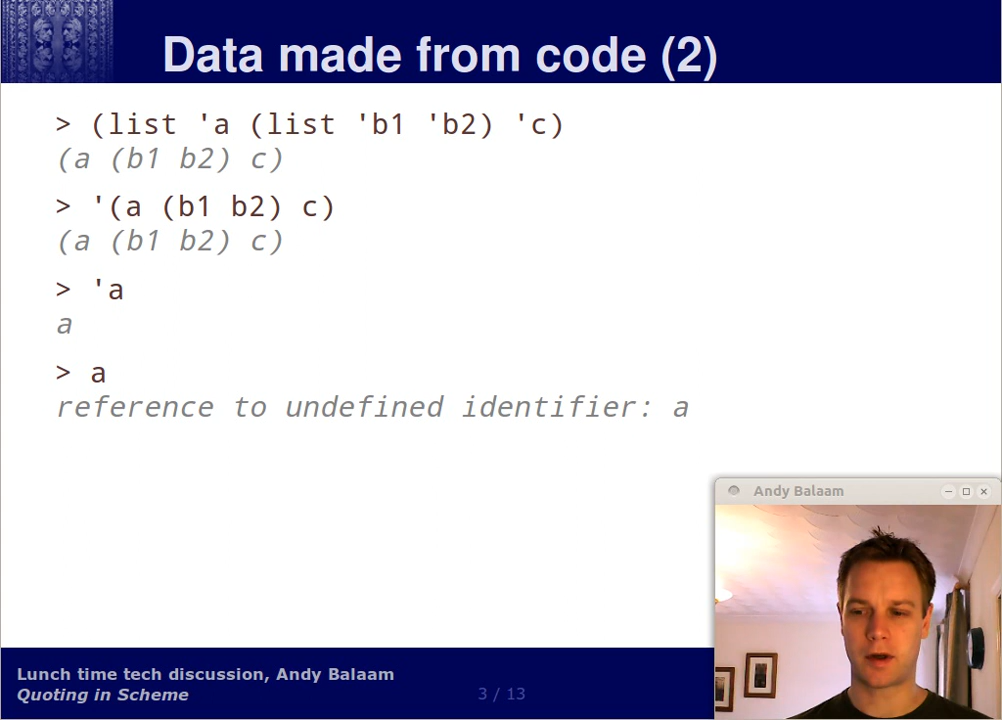 Data made from code (2)
> (list 'a (list 'b1 'b2) 'c)
(a (b1 b2) c)
> '(a (b1 b2) c)
(a (b1 b2) c)
> 'a
a
> a
reference to undefined identifier: a
Andy Balaam
Lunch time tech discussion, Andy Balaam
Quoting in Scheme
3 / 13